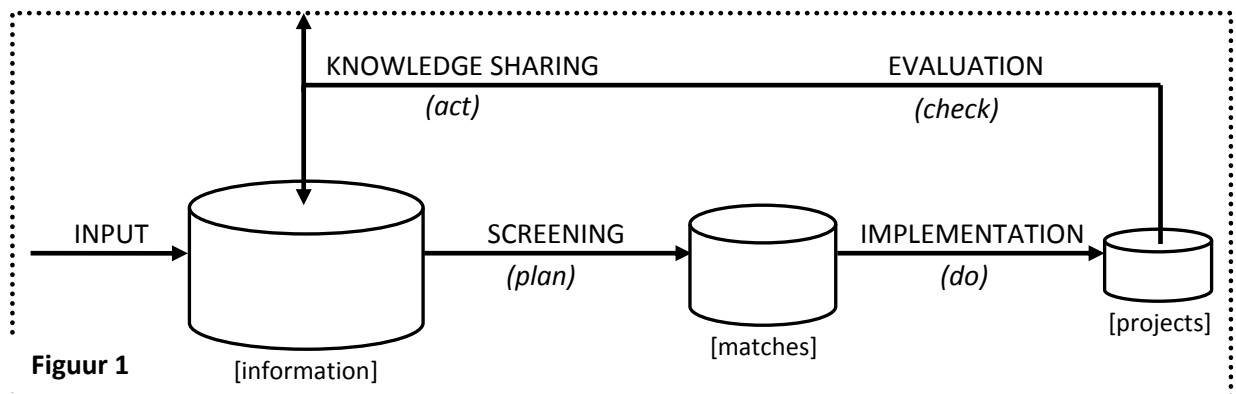 KNOWLEDGE SHARING
EVALUATION
(act)
(check)
INPUT
SCREENING
IMPLEMENTATION
(plan)
(do)
[projects]
[matches]
Figuur 1
[information]